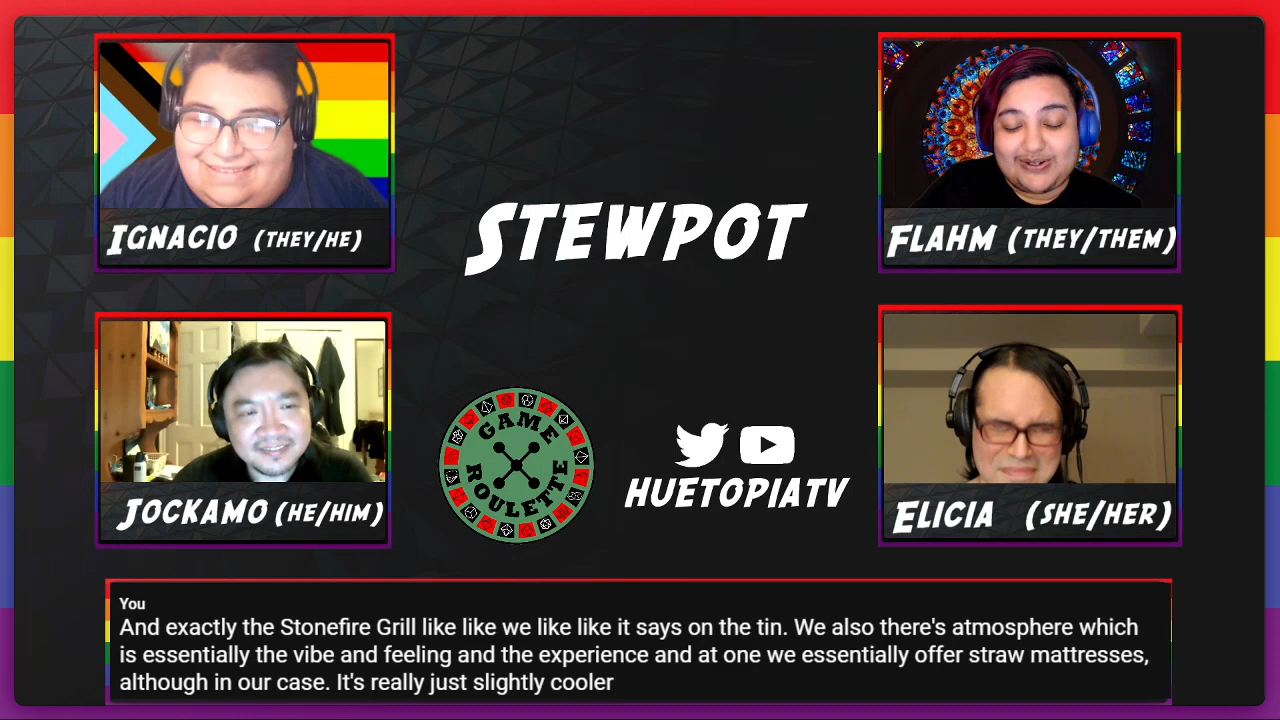 IGNACIO (THEY/HE)
FLAHM (THEY/THEM)
STEWPOT
JOCKAMO (HE/HIM)
GAME
ROULETTE
HUETOPIATV
ELICIA (SHE/HER)
You
And exactly the Stonefire Grill like like we like like it says on the tin. We also there's atmosphere which
is essentially the vibe and feeling and the experience and at one we essentially offer straw mattresses,
although in our case. It's really just slightly cooler